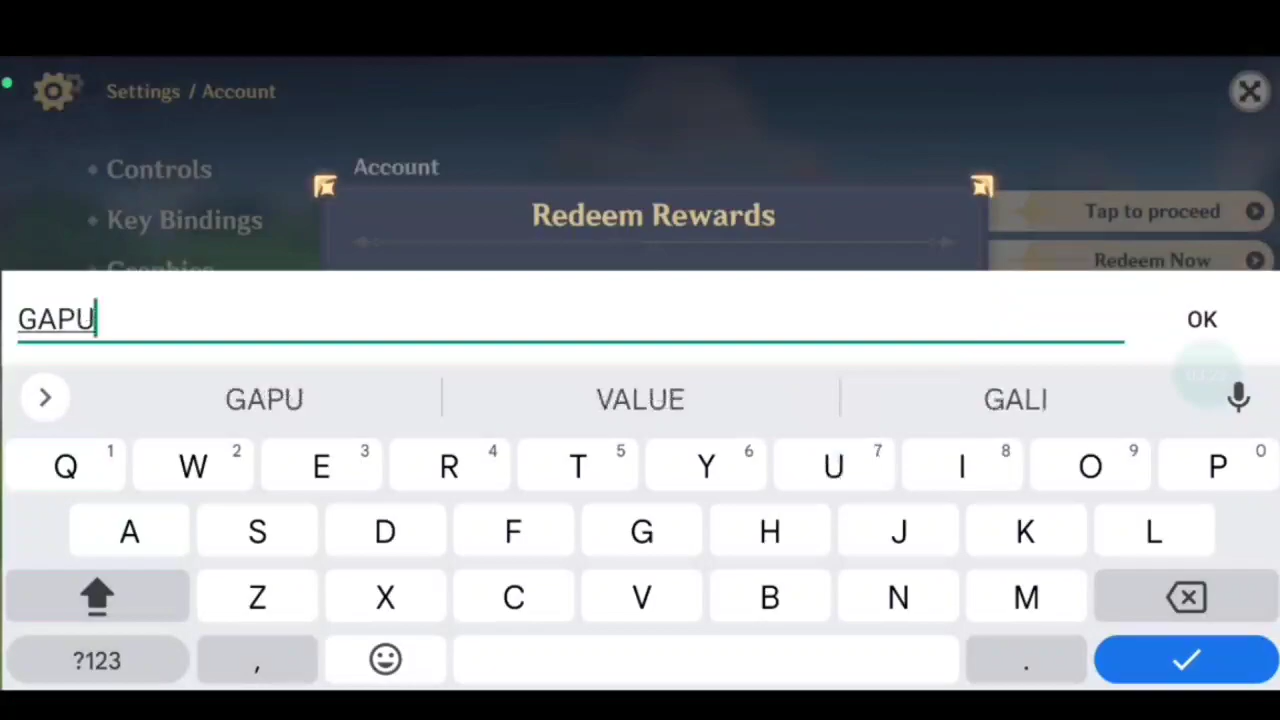 Settings / Account
Controls
Key Bindings
Graphics
Account
Redeem Rewards
Tap to proceed
Redeem Now
GAPU
OK
GAPU VALUE GALI
Q 1 W 2 E 3 R 4 T 5 Y 6 U 7 I 8 O 9 P 0
A S D F G H J K L
Z X C V B N M
?123 , .